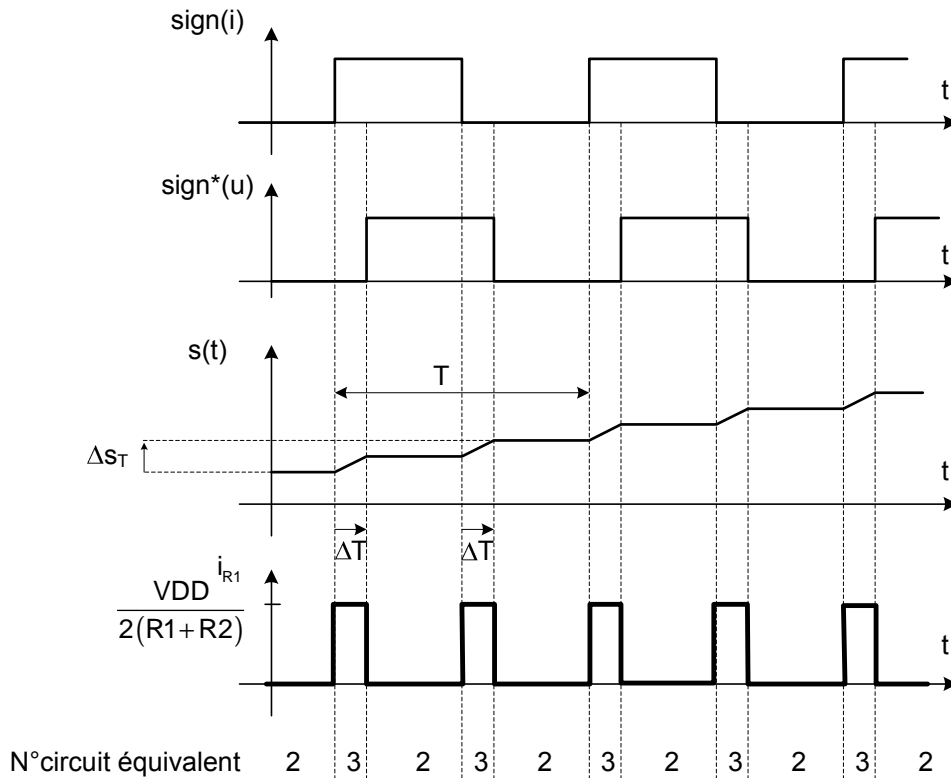 sign(i)
t
sign*(u)
t
s(t)
T
ΔsT
t
ΔT
ΔT
iR1
VDD
2(R1+R2)
t
N°circuit équivalent 2 3 2 3 2 3 2 3 2 3 2